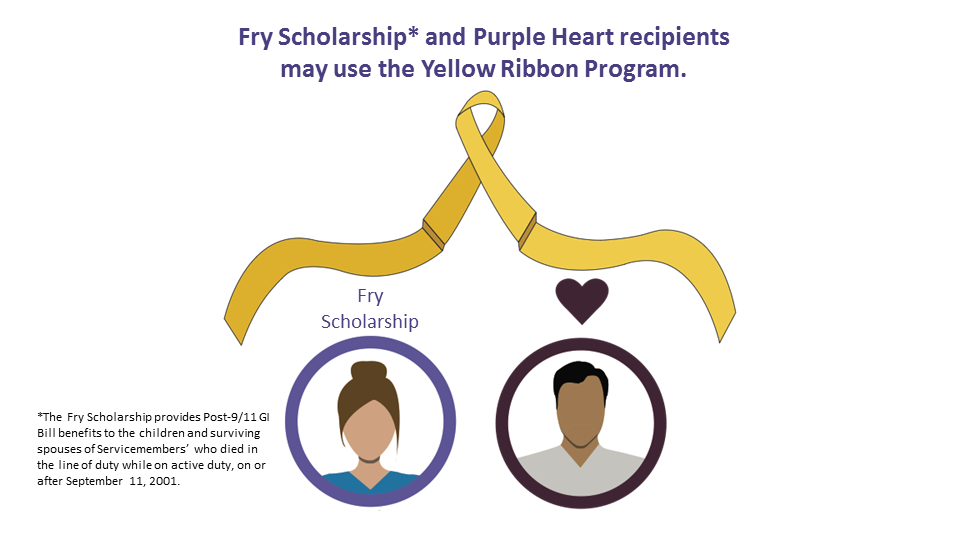 Fry Scholarship* and Purple Heart recipients
may use the Yellow Ribbon Program.
Fry
Scholarship
*The Fry Scholarship provides Post-9/11 GI
Bill benefits to the children and surviving
spouses of Servicemembers’ who died in
the line of duty while on active duty, on or
after September 11, 2001.